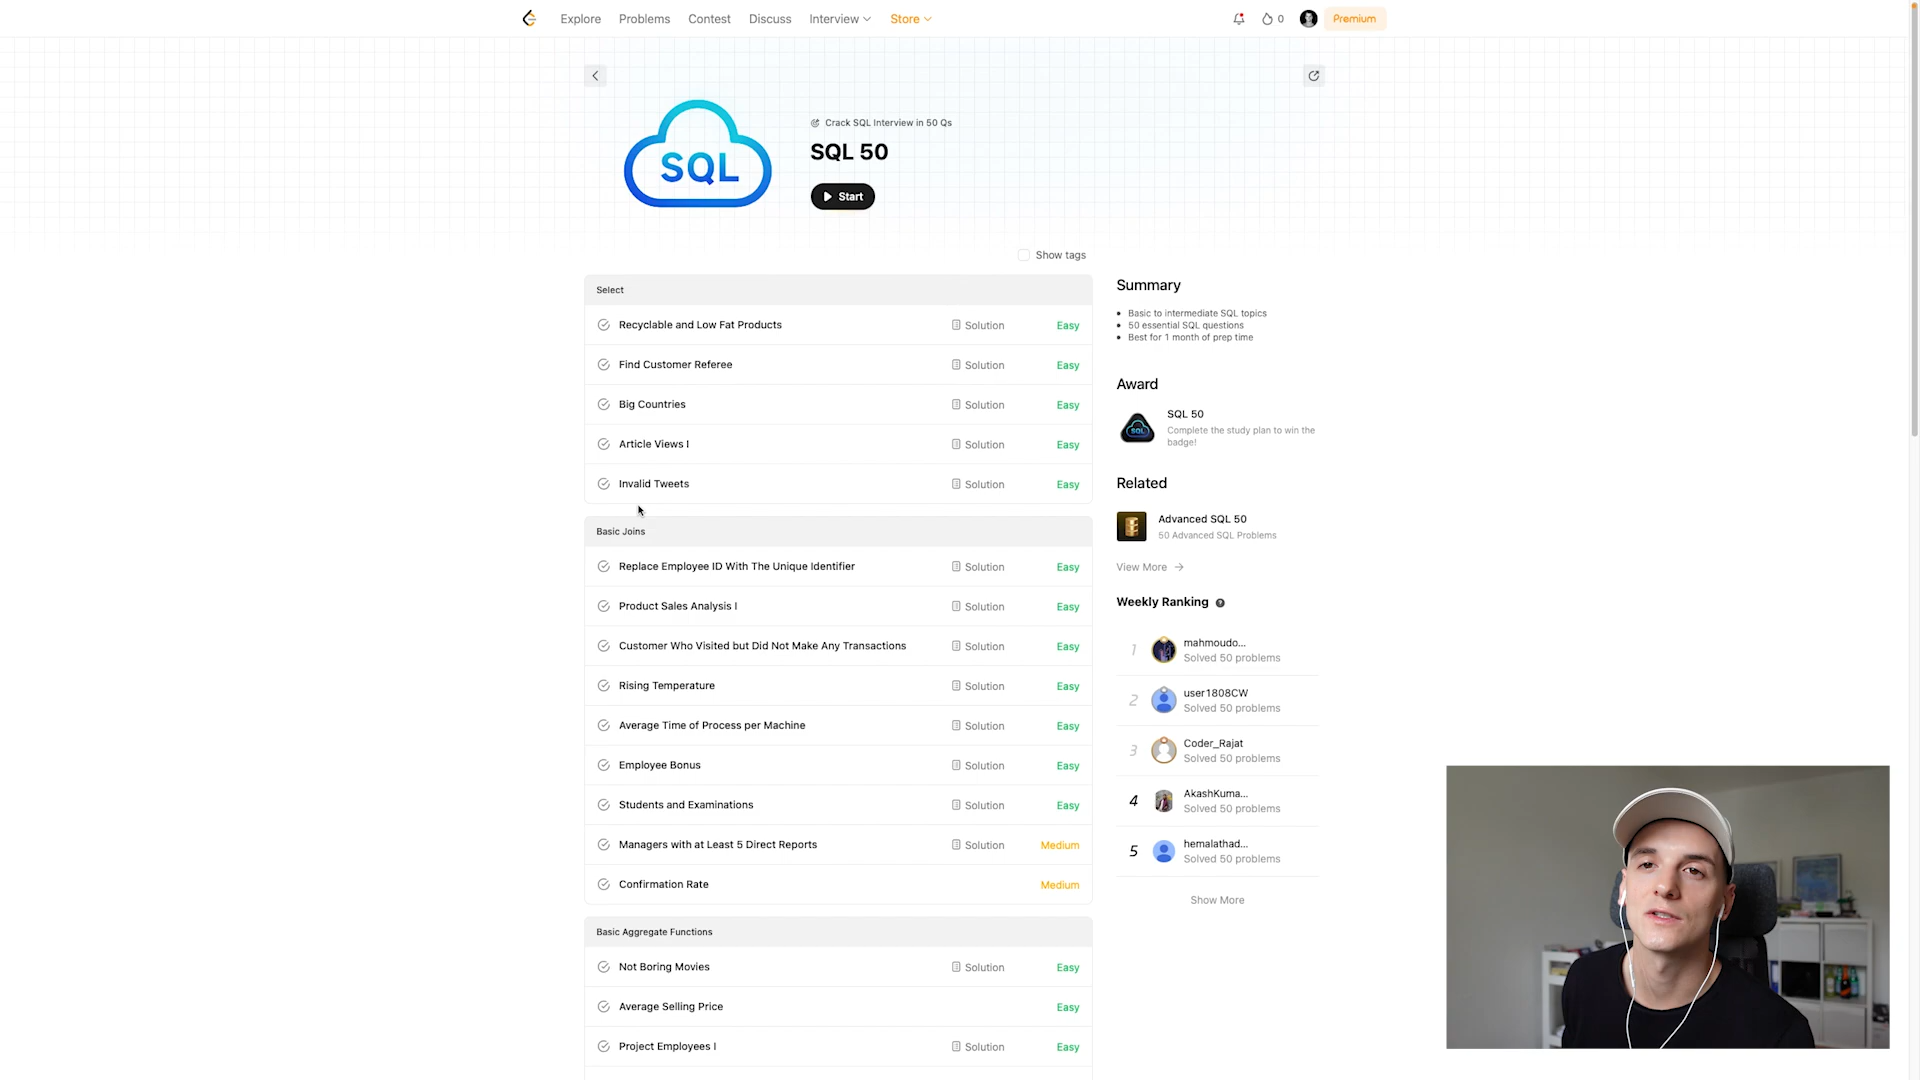 Explore
Problems
Contest
Discuss
Interview
Store
0
Premium
SQL
Crack SQL Interview in 50 Qs
SQL 50
Start
Show tags
Select
Recyclable and Low Fat Products Solution Easy
Find Customer Referee Solution Easy
Big Countries Solution Easy
Article Views I Solution Easy
Invalid Tweets Solution Easy
Basic Joins
Replace Employee ID With The Unique Identifier Solution Easy
Product Sales Analysis I Solution Easy
Customer Who Visited but Did Not Make Any Transactions Solution Easy
Rising Temperature Solution Easy
Average Time of Process per Machine Solution Easy
Employee Bonus Solution Easy
Students and Examinations Solution Easy
Managers with at Least 5 Direct Reports Solution Medium
Confirmation Rate Medium
Basic Aggregate Functions
Not Boring Movies Solution Easy
Average Selling Price Easy
Project Employees I Solution Easy
Summary
Basic to intermediate SQL topics
50 essential SQL questions
Best for 1 month of prep time
Award
SQL
SQL 50
Complete the study plan to win the
badge!
Related
Advanced SQL 50
50 Advanced SQL Problems
View More
Weekly Ranking ?
1 mahmoudo...
Solved 50 problems
2 user1808CW
Solved 50 problems
3 Coder_Rajat
Solved 50 problems
4 AkashKuma...
Solved 50 problems
5 hemalathad...
Solved 50 problems
Show More